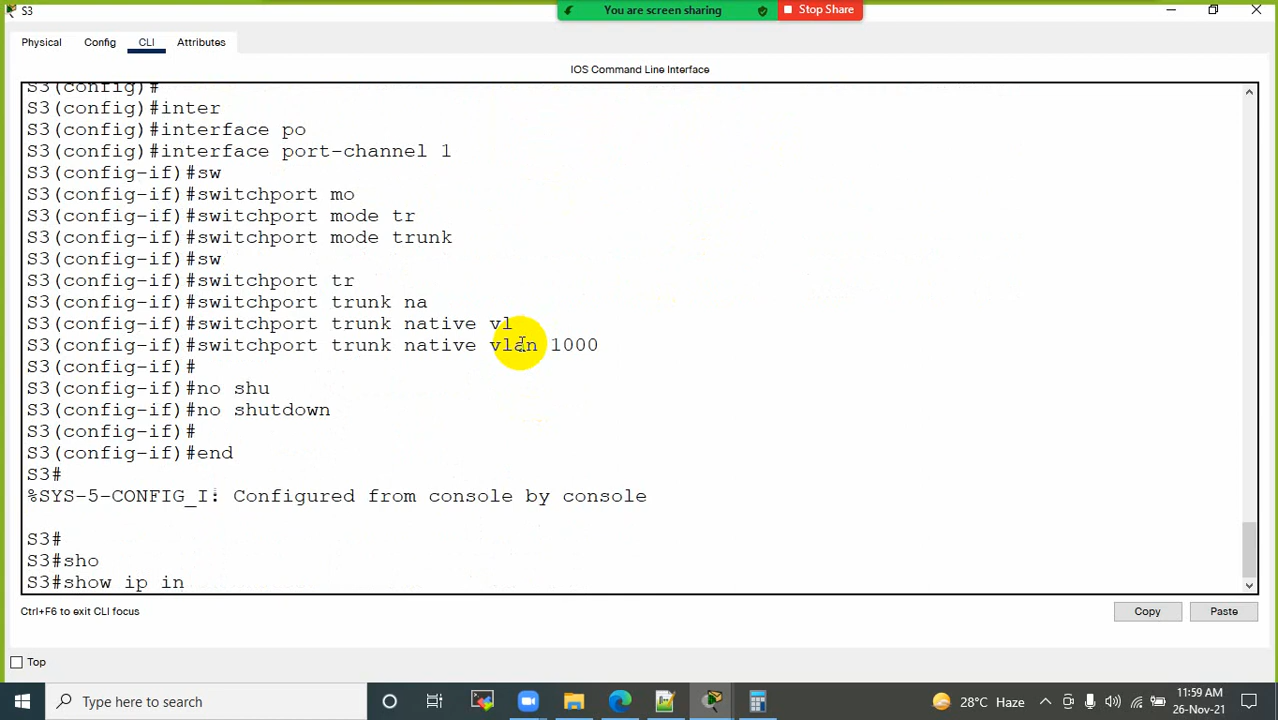 S3
You are screen sharing
Stop Share
Physical
Config
CLI
Attributes
IOS Command Line Interface
S3(config)#
S3(config)#inter
S3(config)#interface po
S3(config)#interface port-channel 1
S3(config-if)#sw
S3(config-if)#switchport mo
S3(config-if)#switchport mode tr
S3(config-if)#switchport mode trunk
S3(config-if)#sw
S3(config-if)#switchport tr
S3(config-if)#switchport trunk na
S3(config-if)#switchport trunk native vl
S3(config-if)#switchport trunk native vlan 1000
S3(config-if)#
S3(config-if)#no shu
S3(config-if)#no shutdown
S3(config-if)#
S3(config-if)#end
S3#
%SYS-5-CONFIG_I: Configured from console by console
S3#
S3#sho
S3#show ip in
Ctrl+F6 to exit CLI focus
Copy
Paste
Top
Type here to search
28°C Haze
11:59 AM
26-Nov-21